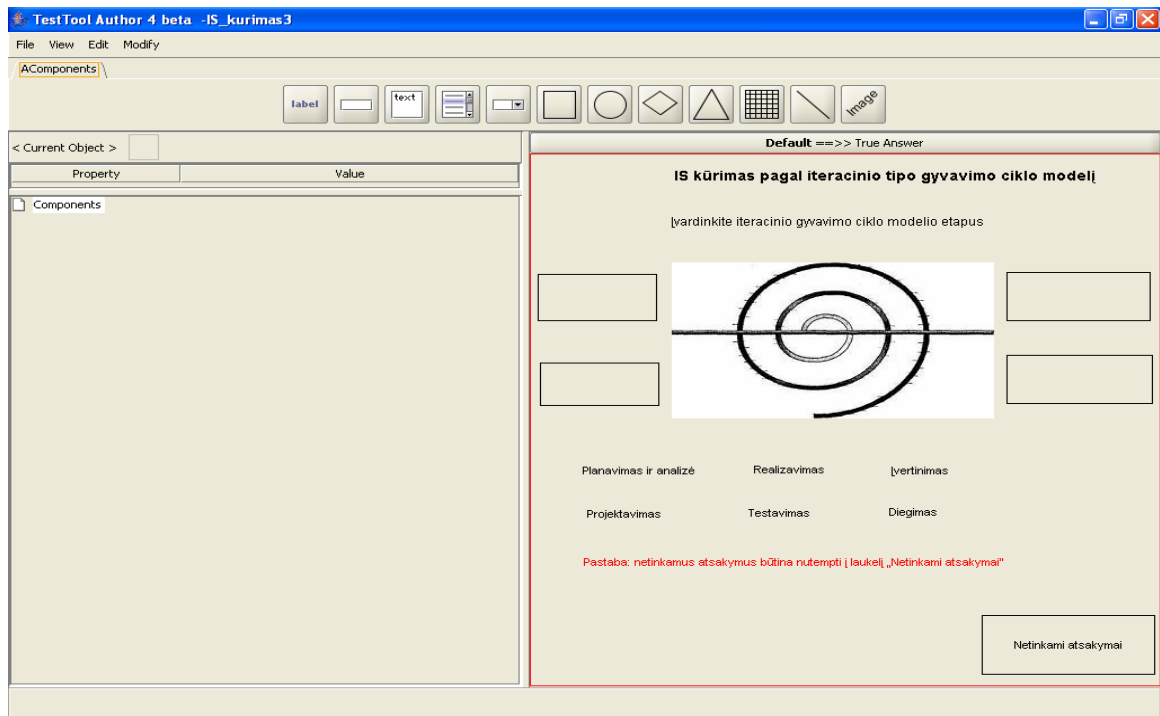 TestTool Author 4 beta -IS_kurimas3
File View Edit Modify
AComponents
label
text
Image
< Current Object >
Default ==>> True Answer
Property Value
Components
IS kūrimas pagal iteracinio tipo gyvavimo ciklo modelį
Įvardinkite iteracinio gyvavimo ciklo modelio etapus
Planavimas ir analizė Realizavimas Įvertinimas
Projektavimas Testavimas Diegimas
Pastaba: netinkamus atsakymus būtina nutempti į laukelį „Netinkami atsakymai"
Netinkami atsakymai